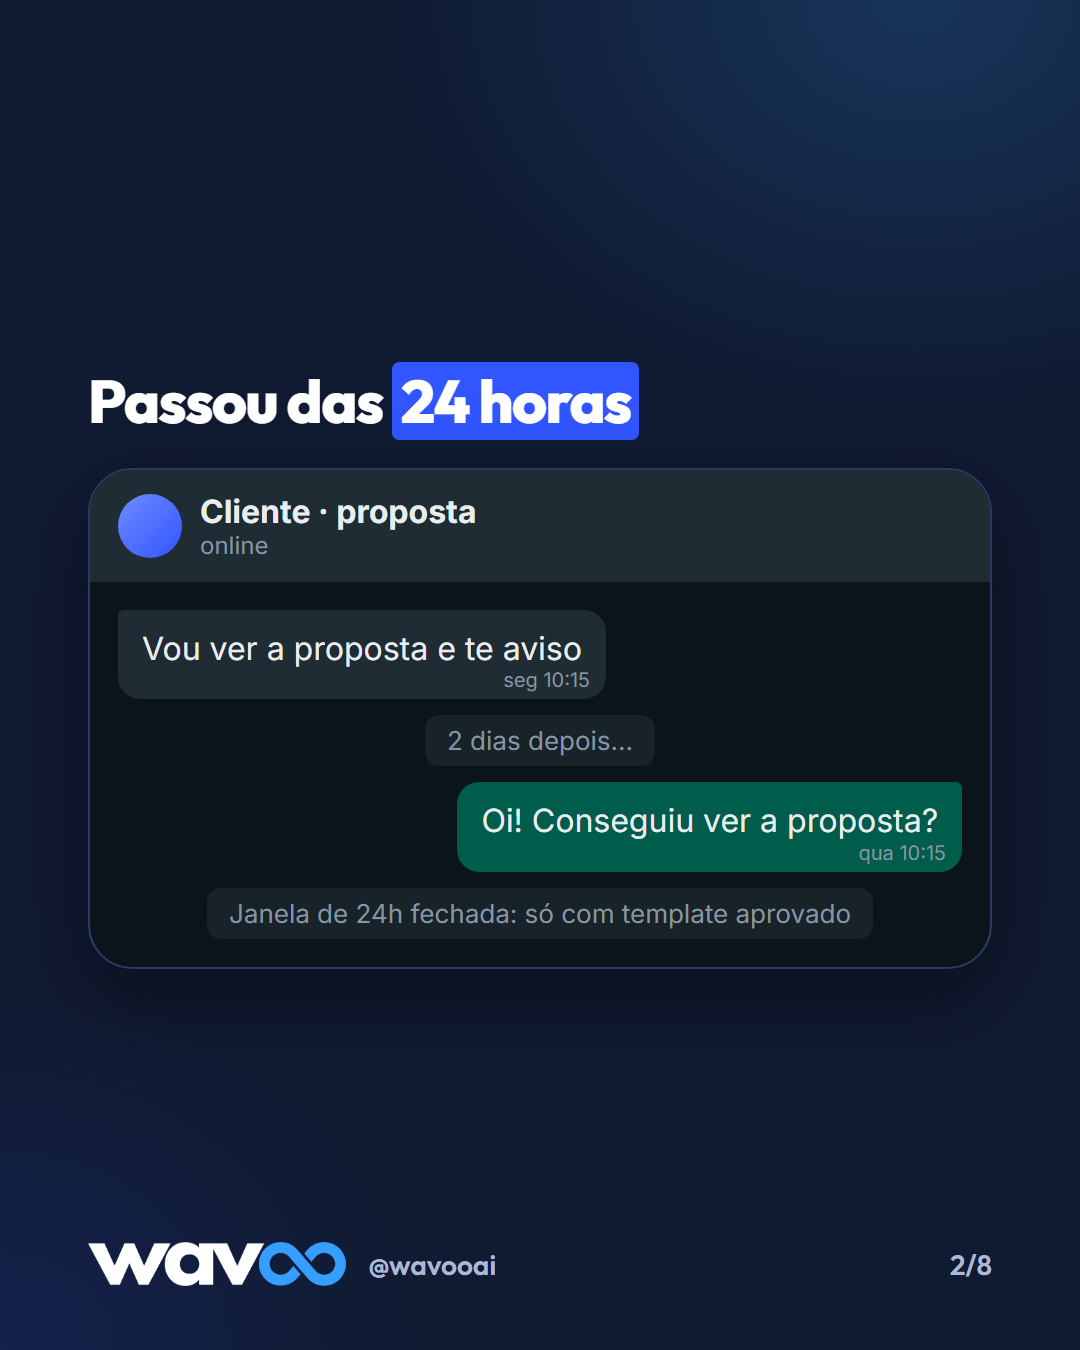 Passou das 24 horas
Cliente · proposta
online
Vou ver a proposta e te aviso
seg 10:15
2 dias depois...
Oi! Conseguiu ver a proposta?
qua 10:15
Janela de 24h fechada: só com template aprovado
wavoo @wavooai 2/8